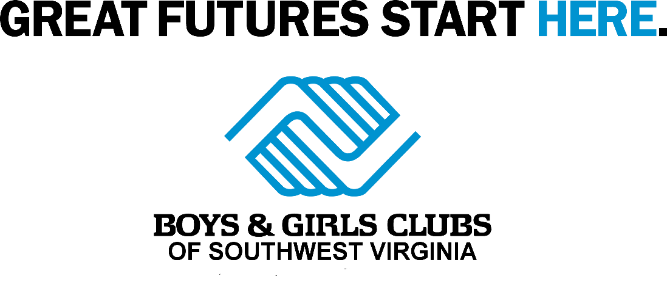 GREAT FUTURES START HERE.
BOYS & GIRLS CLUBS
OF SOUTHWEST VIRGINIA